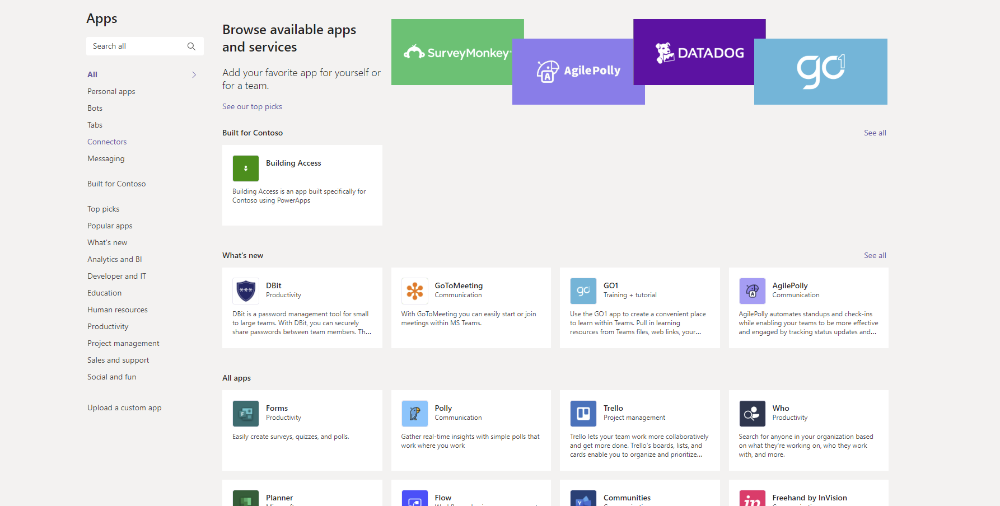 Apps
Search all
All
Personal apps
Bots
Tabs
Connectors
Messaging
Built for Contoso
Top picks
Popular apps
What's new
Analytics and BI
Developer and IT
Education
Human resources
Productivity
Project management
Sales and support
Social and fun
Upload a custom app
Browse available apps
and services
Add your favorite app for yourself or
for a team.
See our top picks
SurveyMonkey
A
AgilePolly
DATADOG
go1
Built for Contoso
See all
Building Access
Building Access is an app built specifically for
Contoso using PowerApps
What's new
See all
***
DBit
Productivity
DBit is a password management tool for small
to large teams. With DBit, you can securely
share passwords between team members. Th...
GoToMeeting
Communication
With GoToMeeting you can easily start or join
meetings within MS Teams.
go1
GO1
Training + tutorial
Use the GO1 app to create a convenient place
to learn within Teams. Pull in learning
resources from Teams files, web links, your...
A
AgilePolly
Communication
AgilePolly automates standups and check-ins
while enabling your teams to be more effective
and engaged by tracking status updates and...
All apps
F
Forms
Productivity
Easily create surveys, quizzes, and polls.
Polly
Communication
Gather real-time insights with simple polls that
work where you work
Trello
Project management
Trello lets your team work more collaboratively
and get more done. Trello's boards, lists, and
cards enable you to organize and prioritize...
Who
Productivity
Search for anyone in your organization based
on what they're working on, who they work
with, and more.
Planner
Flow
Communities
in
Freehand by InVision